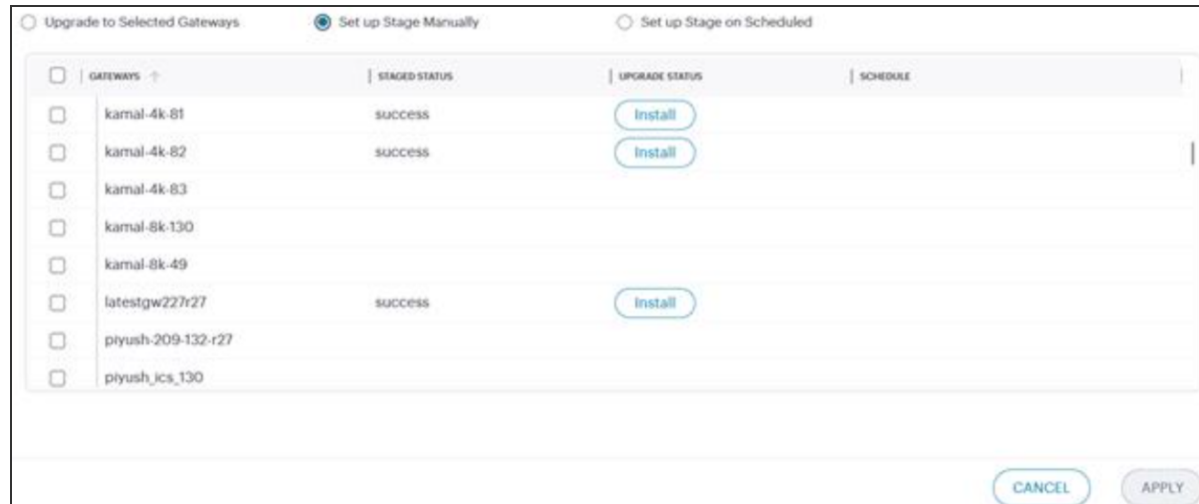 Upgrade to Selected Gateways Set up Stage Manually Set up Stage on Scheduled
GATEWAYS ↑ STAGED STATUS UPGRADE STATUS SCHEDULE
kamal-4k-81 success Install
kamal-4k-82 success Install
kamal-4k-83
kamal-8k-130
kamal-8k-49
latestgw227r27 success Install
piyush-209-132-r27
piyush_ics_130
CANCEL APPLY